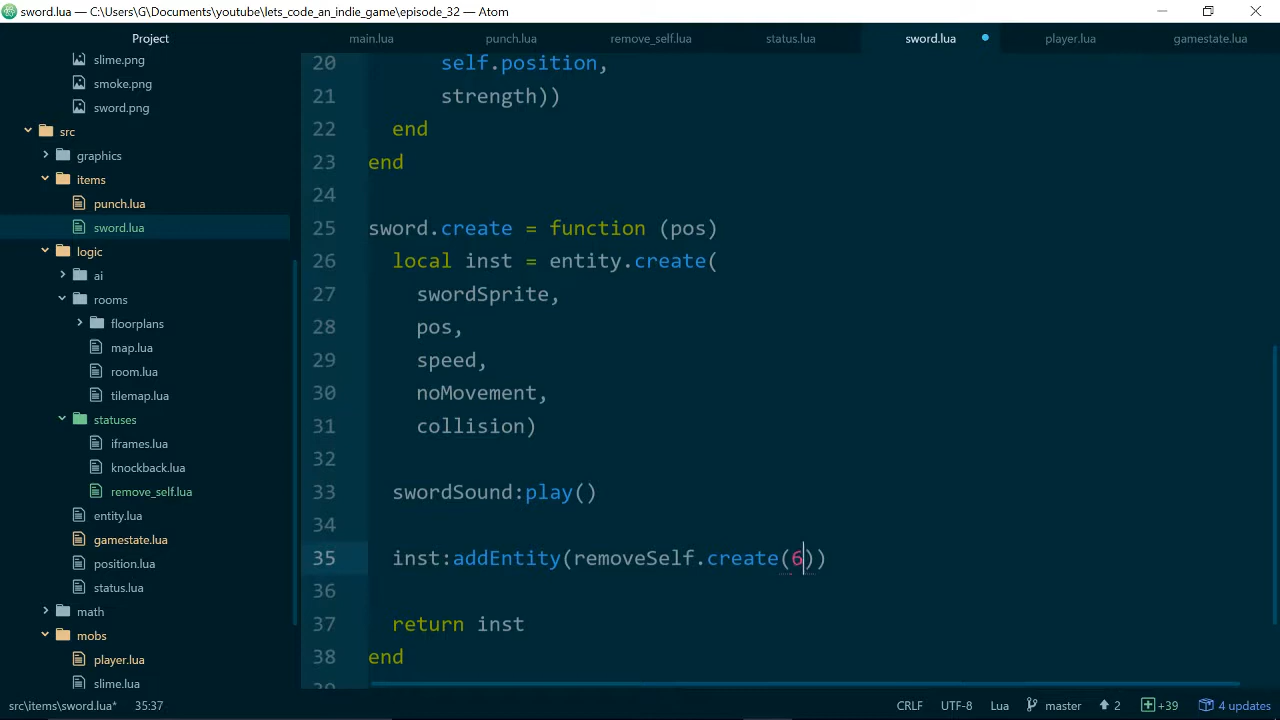 sword.lua — C:\Users\G\Documents\youtube\lets_code_an_indie_game\episode_32 — Atom
Project
main.lua
punch.lua
remove_self.lua
status.lua
sword.lua
player.lua
gamestate.lua
slime.png
smoke.png
sword.png
src
graphics
items
punch.lua
sword.lua
logic
ai
rooms
floorplans
map.lua
room.lua
tilemap.lua
statuses
iframes.lua
knockback.lua
remove_self.lua
entity.lua
gamestate.lua
position.lua
status.lua
math
mobs
player.lua
slime.lua
20 self.position,
21 strength))
22 end
23 end
24
25 sword.create = function (pos)
26 local inst = entity.create(
27 swordSprite,
28 pos,
29 speed,
30 noMovement,
31 collision)
32
33 swordSound:play()
34
35 inst:addEntity(removeSelf.create(6))
36
37 return inst
38 end
src\items\sword.lua* 35:37
CRLF UTF-8 Lua master 2 +39 4 updates